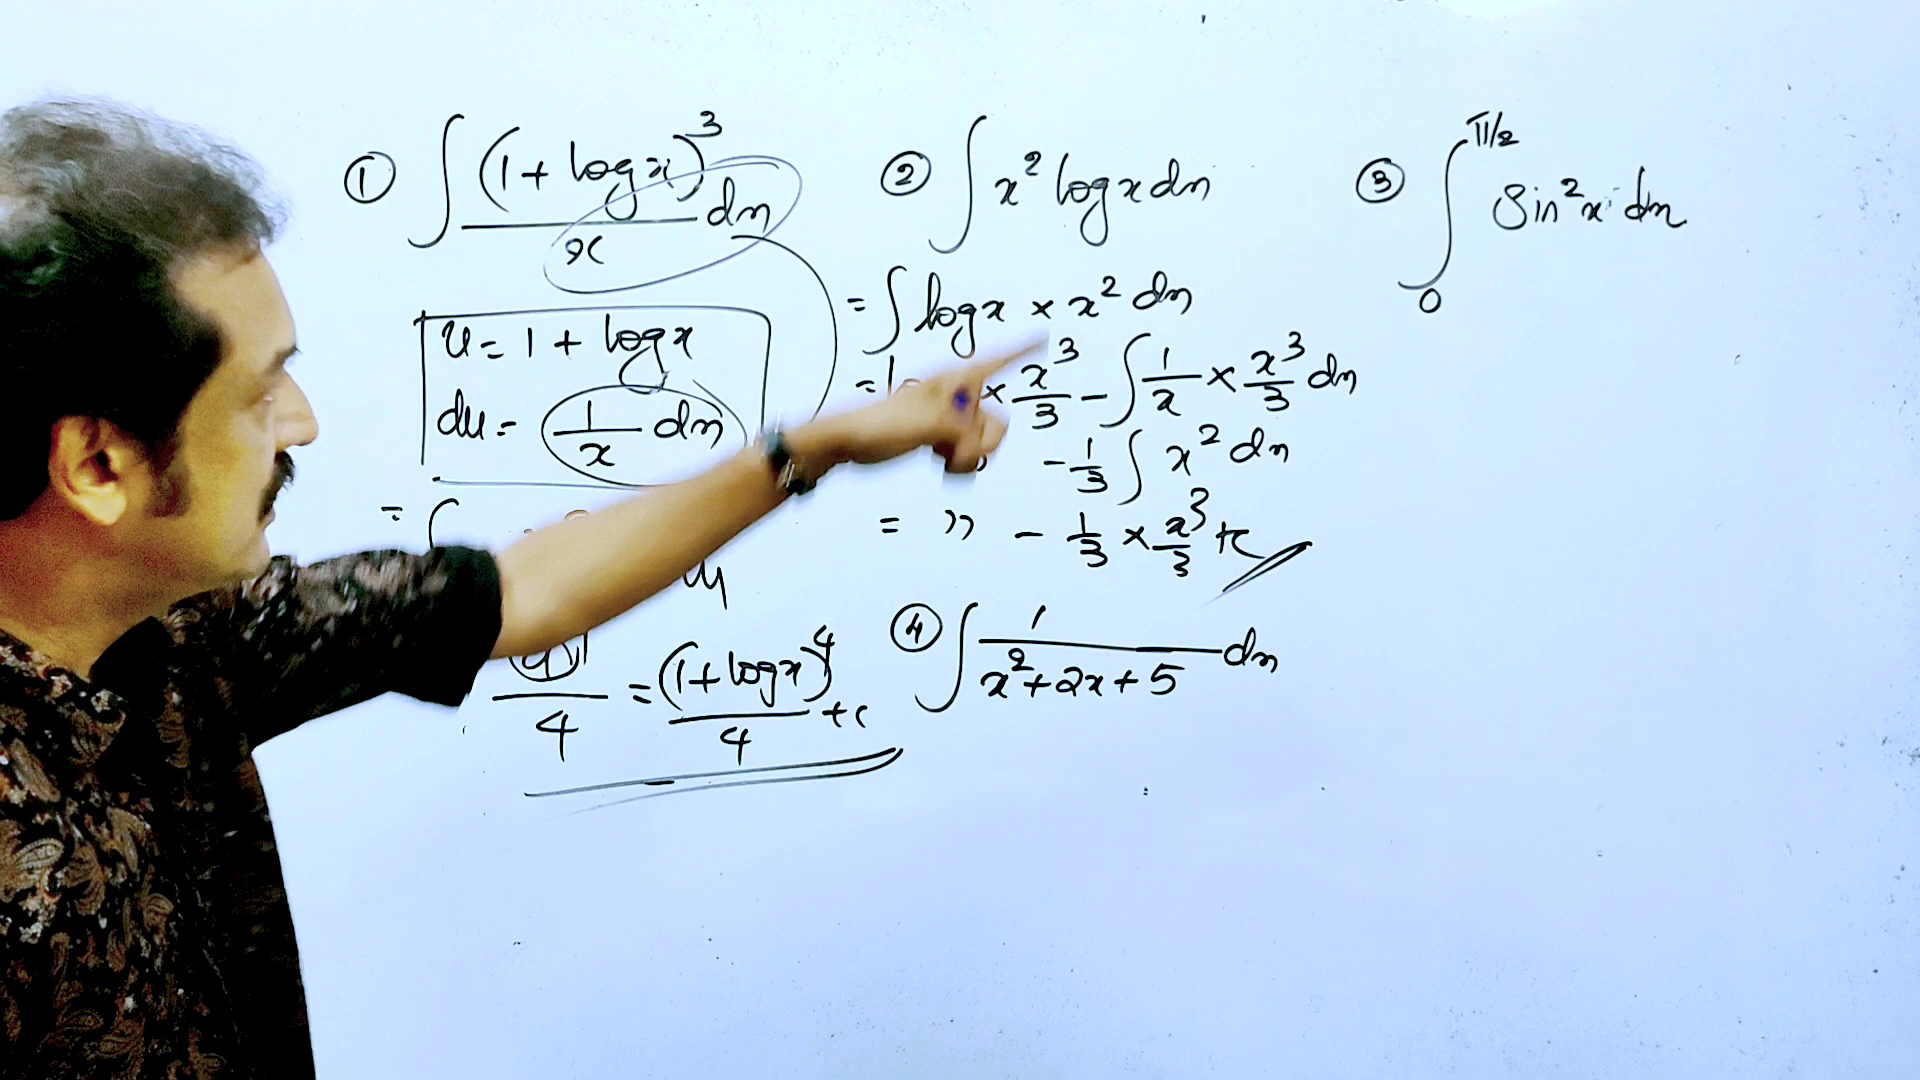 ① ∫ (1 + log x)³ / x dx
u = 1 + log x
du = 1/x dx
= ∫
du
/ 4 = (1 + log x)⁴ / 4 + c
② ∫ x² log x dx
= ∫ log x × x² dx
= × x³/3 - ∫ 1/x × x³/3 dx
- 1/3 ∫ x² dx
= ,, - 1/3 × x³/3 + c
④ ∫ 1 / x² + 2x + 5 dx
③ ∫₀^π/2 Sin² x dx